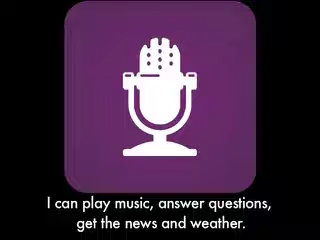 I can play music, answer questions,
get the news and weather.